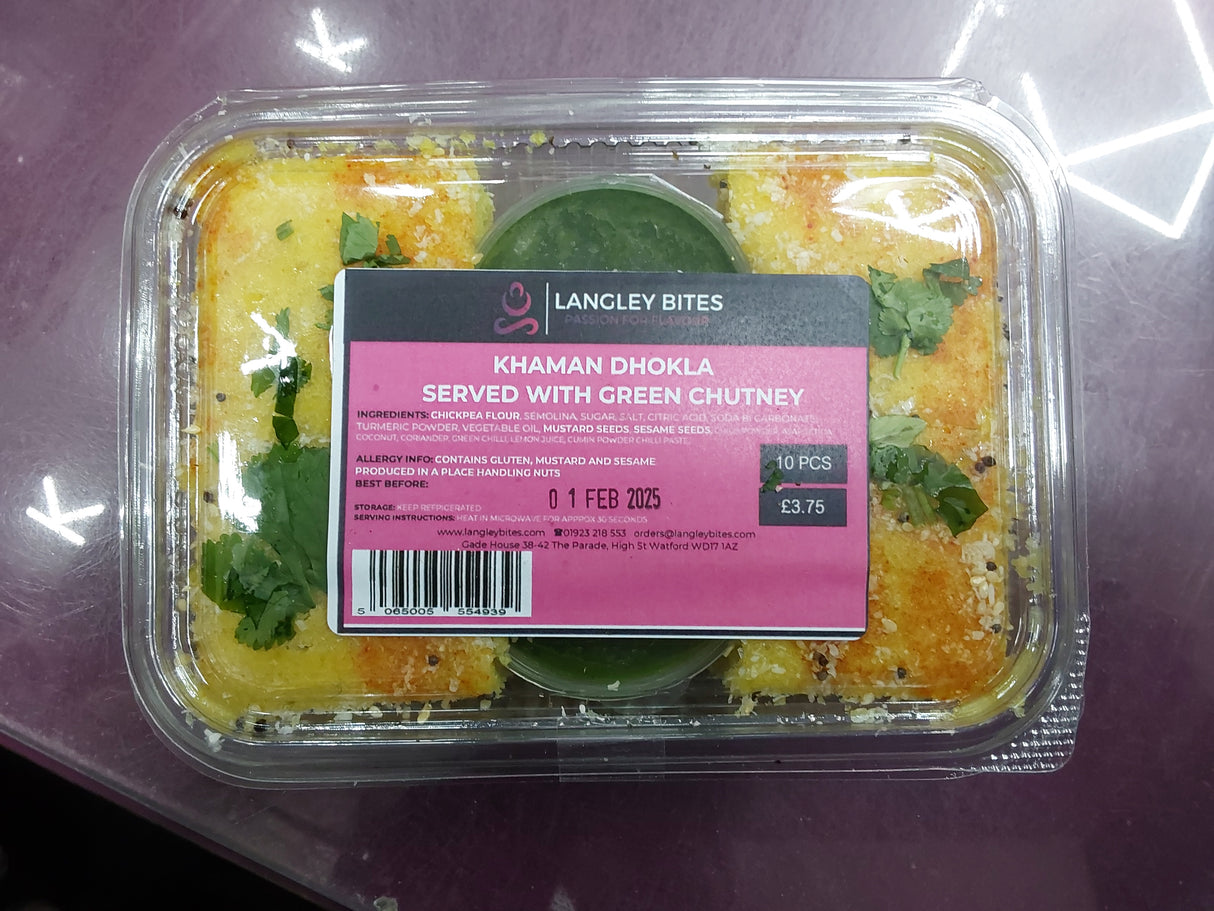 LANGLEY BITES
PASSION FOR FLAVOUR
KHAMAN DHOKLA
SERVED WITH GREEN CHUTNEY
INGREDIENTS: CHICKPEA FLOUR, SEMOLINA, SUGAR, SALT, CITRIC ACID, SODA BI CARBONATE,
TURMERIC POWDER, VEGETABLE OIL, MUSTARD SEEDS, SESAME SEEDS,
COCONUT, CORIANDER, GREEN CHILLI, LEMON JUICE, CUMIN POWDER CHILLI PASTE,
ALLERGY INFO: CONTAINS GLUTEN, MUSTARD AND SESAME
PRODUCED IN A PLACE HANDLING NUTS
10 PCS
BEST BEFORE:
0 1 FEB 2025
£3.75
STORAGE: KEEP REFRIGERATED
SERVING INSTRUCTIONS: HEAT IN MICROWAVE FOR APPROX 30 SECONDS
www.langleybites.com ☎01923 218 553 orders@langleybites.com
Gade House 38-42 The Parade, High St Watford WD17 1AZ
5 065005 554939